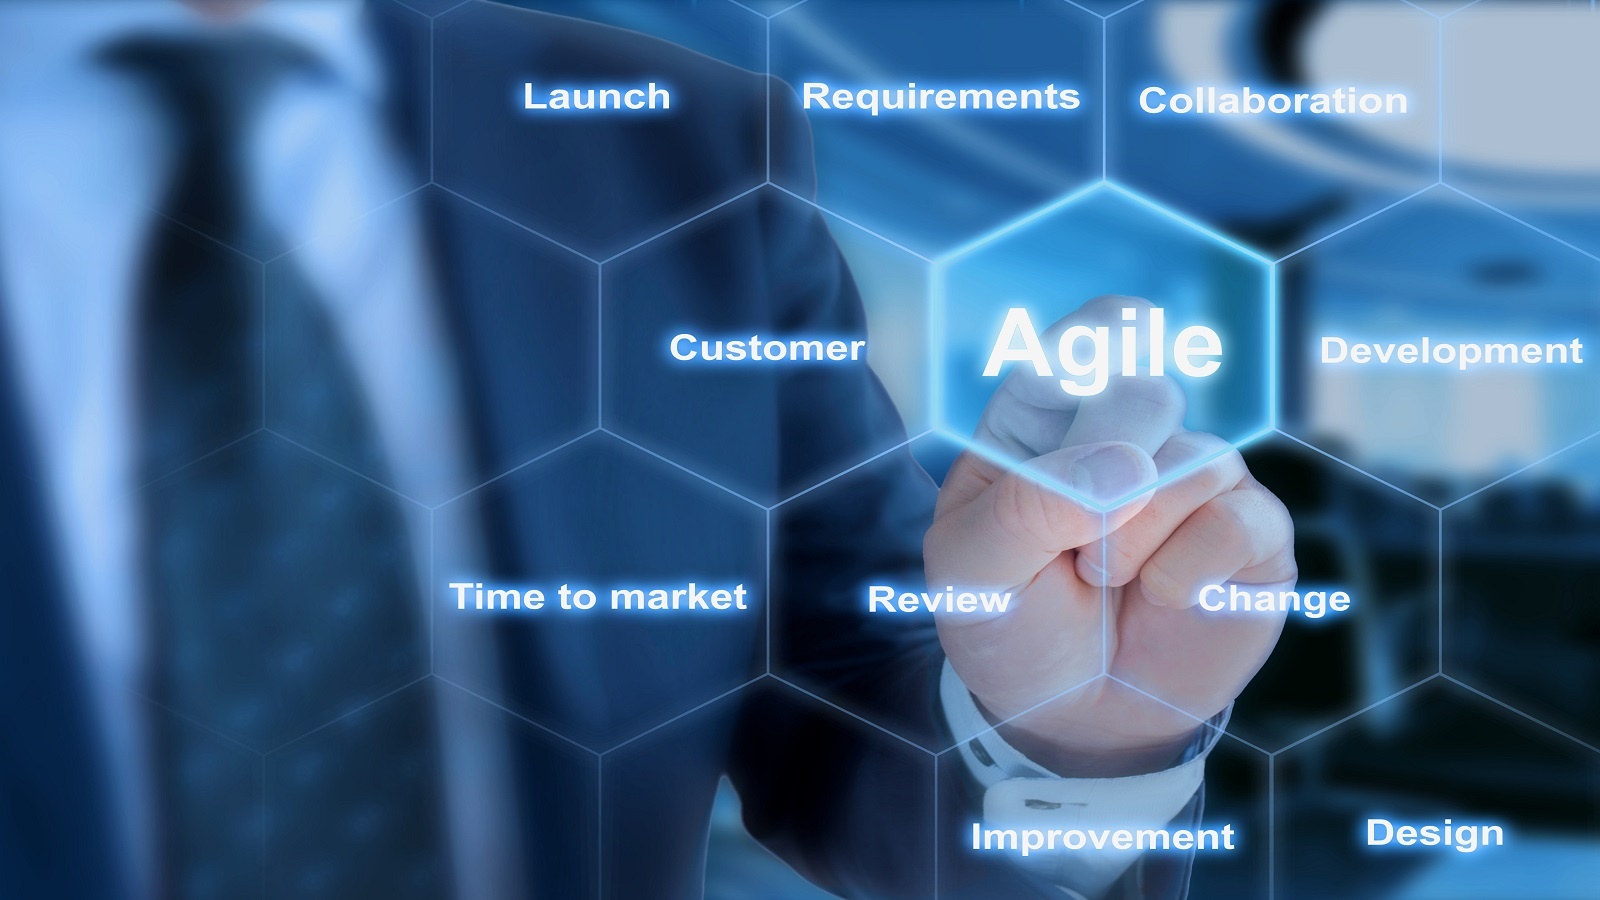 Launch
Requirements
Collaboration
Customer
Agile
Development
Time to market
Review
Change
Improvement
Design